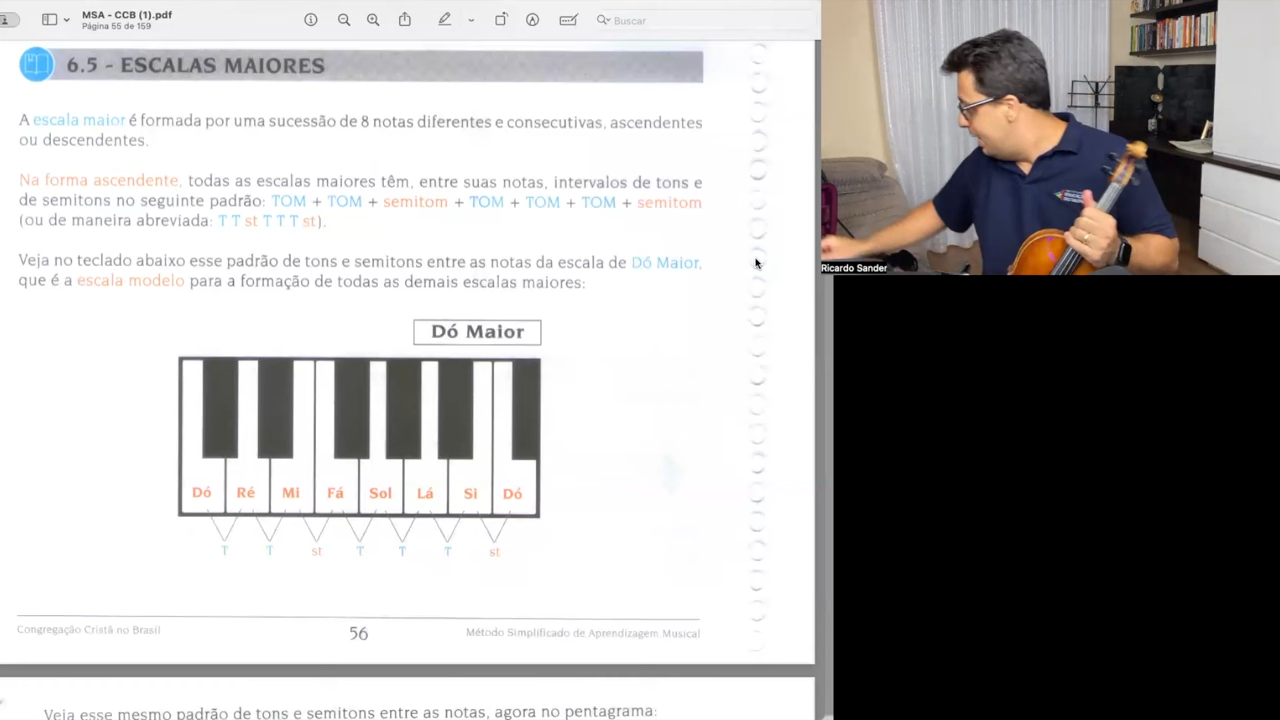 MSA - CCB (1).pdf
Página 55 de 159
Buscar
6.5 - ESCALAS MAIORES
A escala maior é formada por uma sucessão de 8 notas diferentes e consecutivas, ascendentes
ou descendentes.
Na forma ascendente, todas as escalas maiores têm, entre suas notas, intervalos de tons e
de semitons no seguinte padrão: TOM + TOM + semitom + TOM + TOM + TOM + semitom
(ou de maneira abreviada: T T st T T T st).
Veja no teclado abaixo esse padrão de tons e semitons entre as notas da escala de Dó Maior,
que é a escala modelo para a formação de todas as demais escalas maiores:
Dó Maior
Dó Ré Mi Fá Sol Lá Si Dó
T T st T T T st
Congregação Cristã no Brasil 56 Método Simplificado de Aprendizagem Musical
Veja esse mesmo padrão de tons e semitons entre as notas, agora no pentagrama:
Ricardo Sander